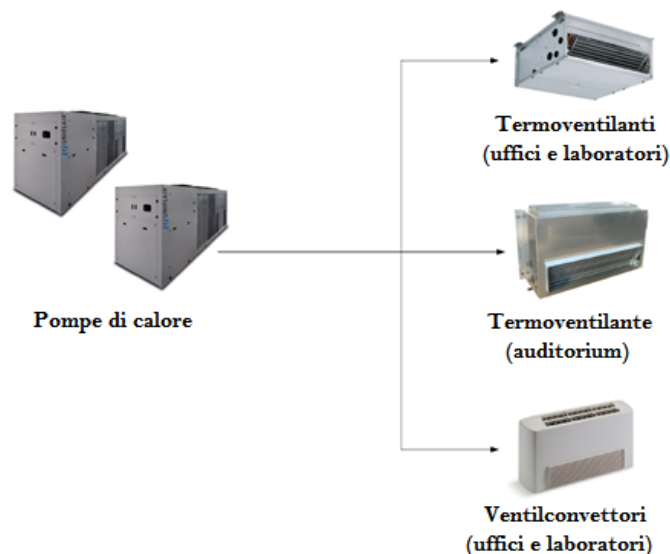 Termoventilanti
(uffici e laboratori)
Pompe di calore
Termoventilante
(auditorium)
Ventilconvettori
(uffici e laboratori)